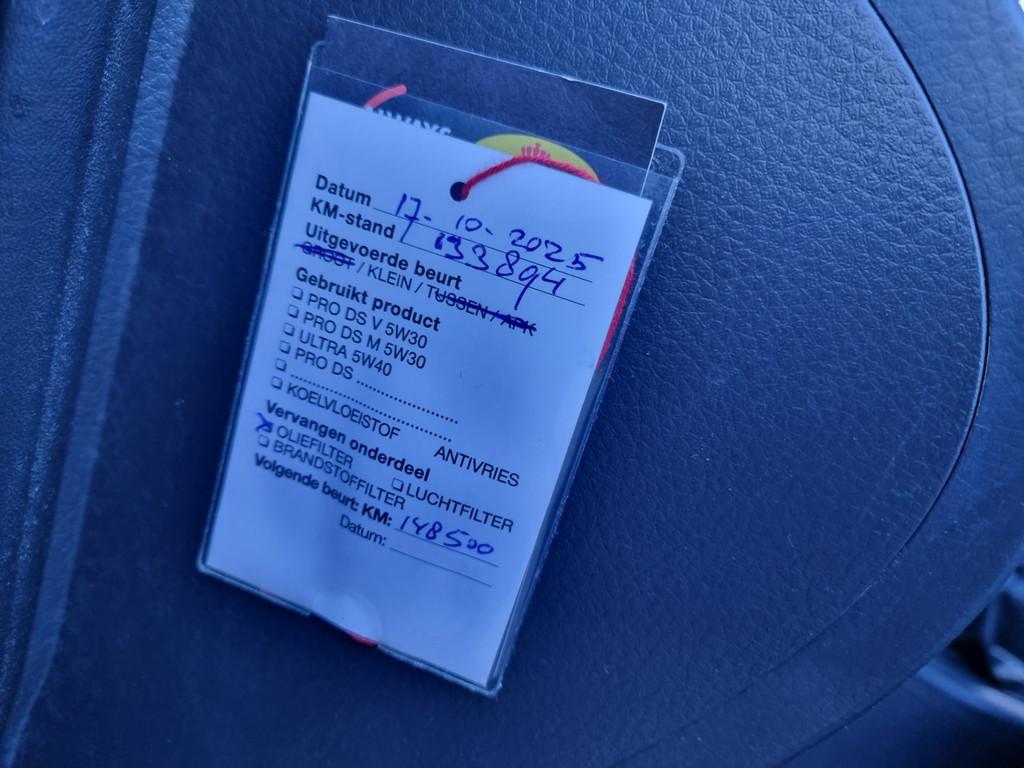 ALWAYS
Datum 17-10-2025
KM-stand 133894
Uitgevoerde beurt
GROOT / KLEIN / TUSSEN / APK
Gebruikt product
PRO DS V 5W30
PRO DS M 5W30
ULTRA 5W40
PRO DS ....................
....................
KOELVLOEISTOF ANTIVRIES
Vervangen onderdeel
OLIEFILTER LUCHTFILTER
BRANDSTOFFILTER
Volgende beurt: KM: 148500
Datum: